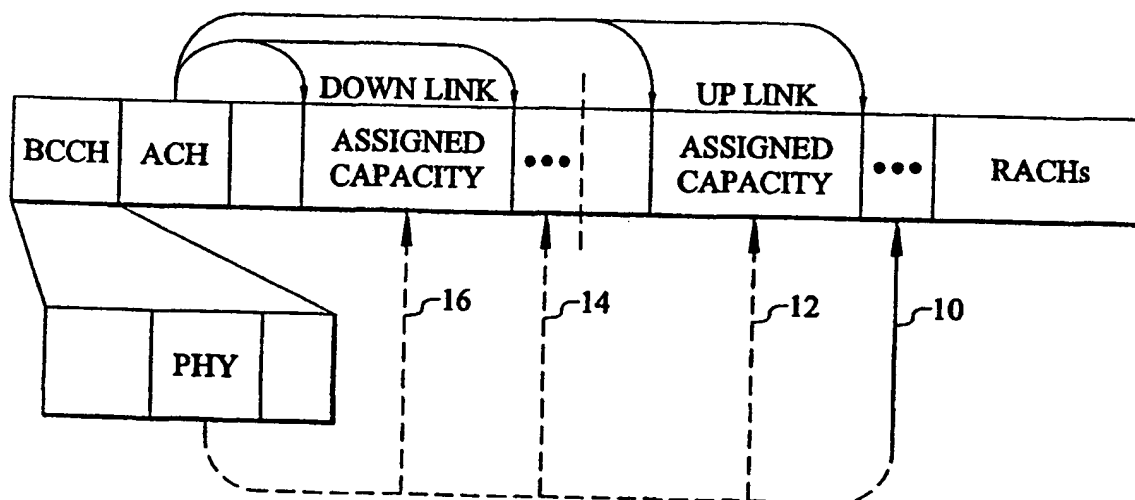 DOWN LINK
UP LINK
BCCH
ACH
ASSIGNED
CAPACITY
•••
ASSIGNED
CAPACITY
•••
RACHs
16
14
12
10
PHY